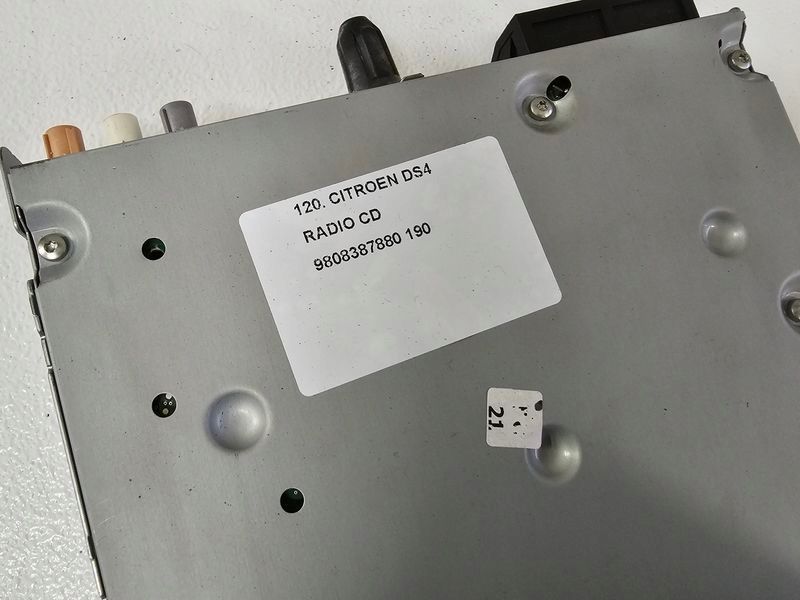 120. CITROEN DS4
RADIO CD
9808387880 190
21